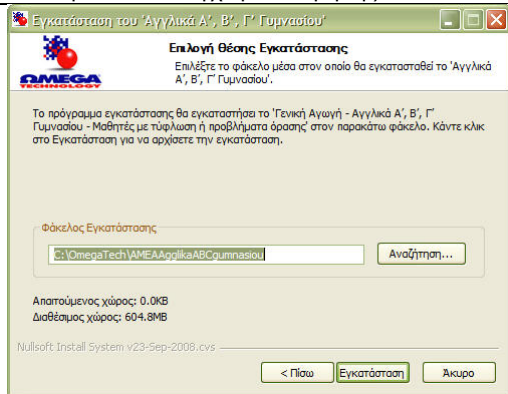 Εγκατάσταση του 'Αγγλικά Α', Β', Γ' Γυμνασίου'
OMEGA
TECHNOLOGY
Επιλογή Θέσης Εγκατάστασης
Επιλέξτε το φάκελο μέσα στον οποίο θα εγκατασταθεί το 'Αγγλικά
Α', Β', Γ' Γυμνασίου'.
Το πρόγραμμα εγκατάστασης θα εγκαταστήσει το 'Γενική Αγωγή - Αγγλικά Α', Β', Γ'
Γυμνασίου - Μαθητές με τύφλωση ή προβλήματα όρασης' στον παρακάτω φάκελο. Κάντε κλικ
στο Εγκατάσταση για να αρχίσετε την εγκατάσταση.
Φάκελος Εγκατάστασης
C:\OmegaTech\AMEAAgglikaABCgumnasiou
Αναζήτηση...
Απαιτούμενος χώρος: 0.0KB
Διαθέσιμος χώρος: 604.8MB
Nullsoft Install System v23-Sep-2008.cvs
< Πίσω Εγκατάσταση Άκυρο